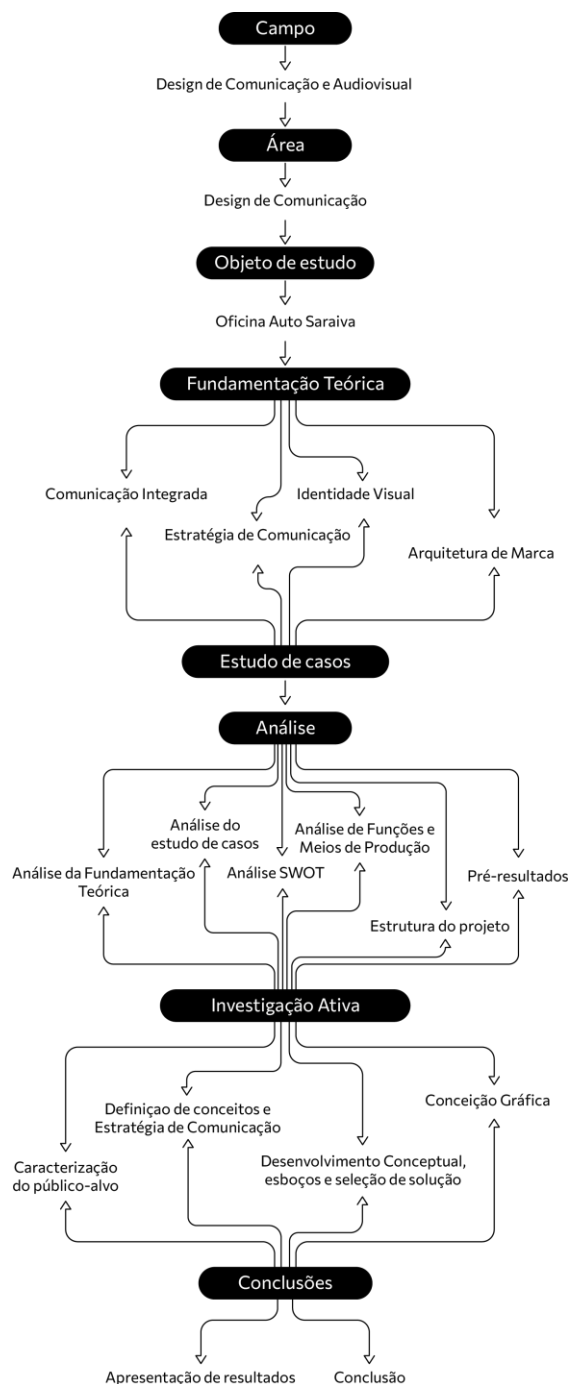 Campo
Design de Comunicação e Audiovisual
Área
Design de Comunicação
Objeto de estudo
Oficina Auto Saraiva
Fundamentação Teórica
Comunicação Integrada
Identidade Visual
Estratégia de Comunicação
Arquitetura de Marca
Estudo de casos
Análise
Análise da Fundamentação
Teórica
Análise do
estudo de casos
Análise SWOT
Análise de Funções e
Meios de Produção
Estrutura do projeto
Pré-resultados
Investigação Ativa
Caracterização
do público-alvo
Definiçao de conceitos e
Estratégia de Comunicação
Desenvolvimento Conceptual,
esboços e seleção de solução
Conceição Gráfica
Conclusões
Apresentação de resultados
Conclusão